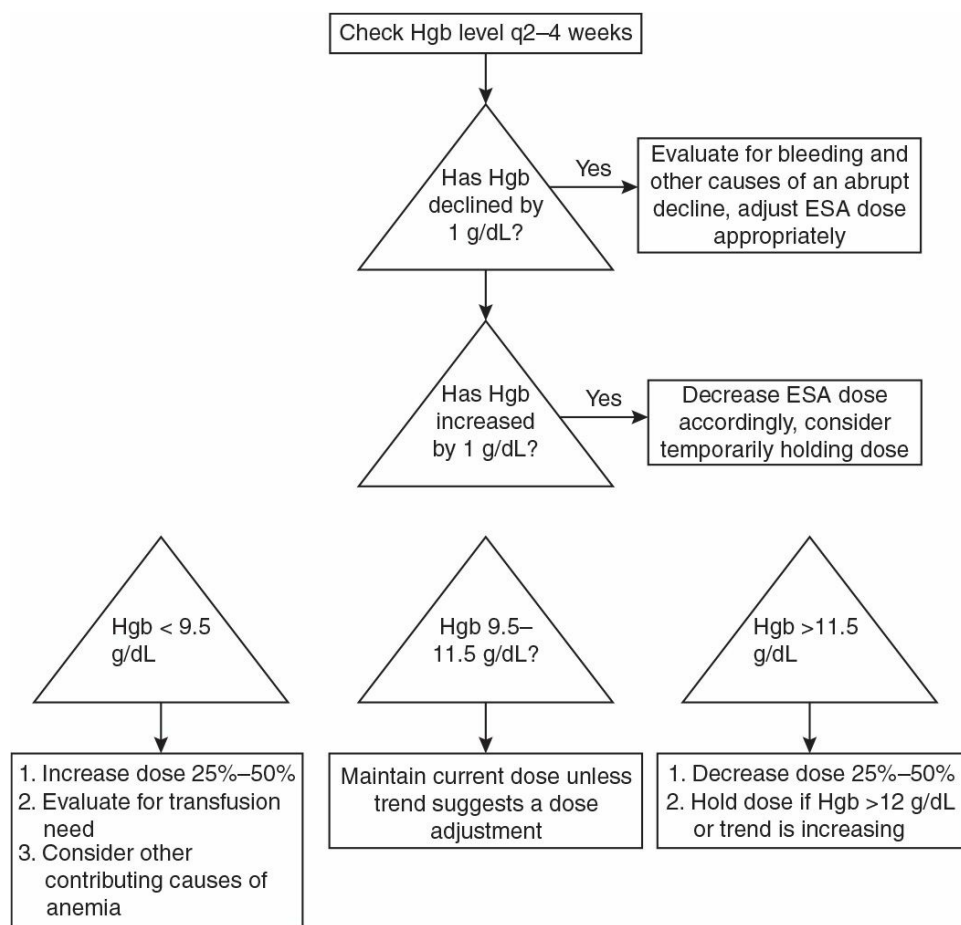 Check Hgb level q2–4 weeks
Has Hgb
declined by
1 g/dL?
Yes
Evaluate for bleeding and
other causes of an abrupt
decline, adjust ESA dose
appropriately
Has Hgb
increased
by 1 g/dL?
Yes
Decrease ESA dose
accordingly, consider
temporarily holding dose
Hgb < 9.5
g/dL
Hgb 9.5–
11.5 g/dL?
Hgb >11.5
g/dL
1. Increase dose 25%–50%
2. Evaluate for transfusion
need
3. Consider other
contributing causes of
anemia
Maintain current dose unless
trend suggests a dose
adjustment
1. Decrease dose 25%–50%
2. Hold dose if Hgb >12 g/dL
or trend is increasing